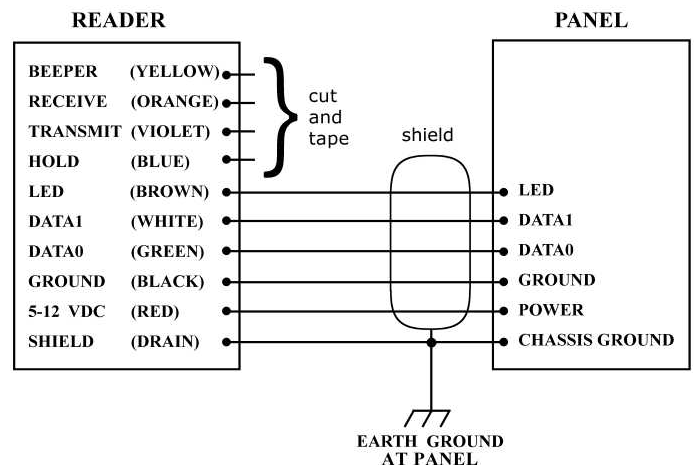 READER
PANEL
BEEPER (YELLOW)
RECEIVE (ORANGE)
TRANSMIT (VIOLET)
HOLD (BLUE)
cut
and
tape
shield
LED (BROWN)
LED
DATA1 (WHITE)
DATA1
DATA0 (GREEN)
DATA0
GROUND (BLACK)
GROUND
5-12 VDC (RED)
POWER
SHIELD (DRAIN)
CHASSIS GROUND
EARTH GROUND
AT PANEL